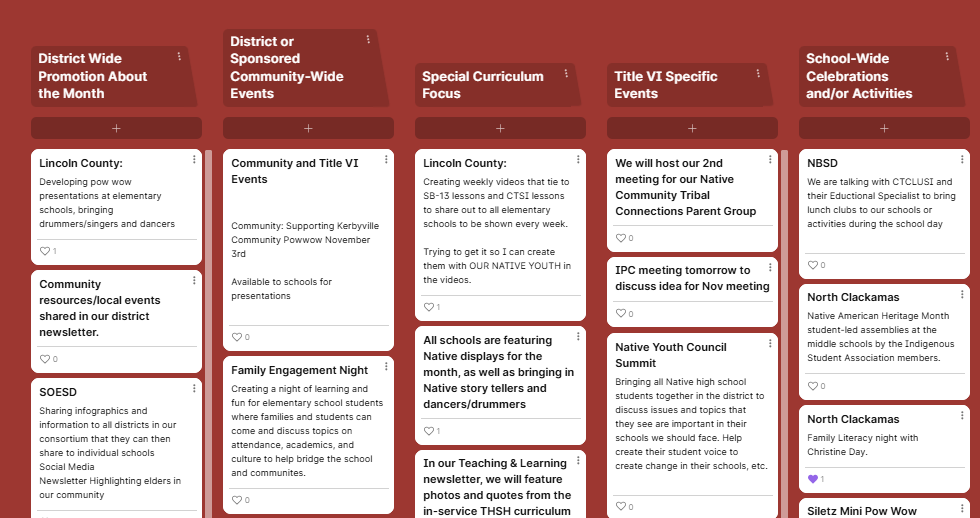 District Wide
Promotion About
the Month
+
Lincoln County:
Developing pow wow
presentations at elementary
schools, bringing
drummers/singers and dancers
1
Community
resources/local events
shared in our district
newsletter.
0
SOESD
Sharing infographics and
information to all districts in our
consortium that they can then
share to individual schools
Social Media
Newsletter Highlighting elders in
our community
District or
Sponsored
Community-Wide
Events
+
Community and Title VI
Events
Community: Supporting Kerbyville
Community Powwow November
3rd
Available to schools for
presentations
0
Family Engagement Night
Creating a night of learning and
fun for elementary school students
where families and students can
come and discuss topics on
attendance, academics, and
culture to help bridge the school
and communites.
0
Special Curriculum
Focus
+
Lincoln County:
Creating weekly videos that tie to
SB-13 lessons and CTSI lessons
to share out to all elementary
schools to be shown every week.
Trying to get it so I can create
them with OUR NATIVE YOUTH in
the videos.
1
All schools are featuring
Native displays for the
month, as well as bringing in
Native story tellers and
dancers/drummers
1
In our Teaching & Learning
newsletter, we will feature
photos and quotes from the
in-service THSH curriculum
Title VI Specific
Events
+
We will host our 2nd
meeting for our Native
Community Tribal
Connections Parent Group
0
IPC meeting tomorrow to
discuss idea for Nov meeting
0
Native Youth Council
Summit
Bringing all Native high school
students together in the district to
discuss issues and topics that
they see are important in their
schools we should face. Help
create their student voice to
create change in their schools, etc.
0
School-Wide
Celebrations
and/or Activities
+
NBSD
We are talking with CTCLUSI and
their Eductional Specialist to bring
lunch clubs to our schools or
activities during the school day
0
North Clackamas
Native American Heritage Month
student-led assemblies at the
middle schools by the Indigenous
Student Association members.
0
North Clackamas
Family Literacy night with
Christine Day.
1
Siletz Mini Pow Wow